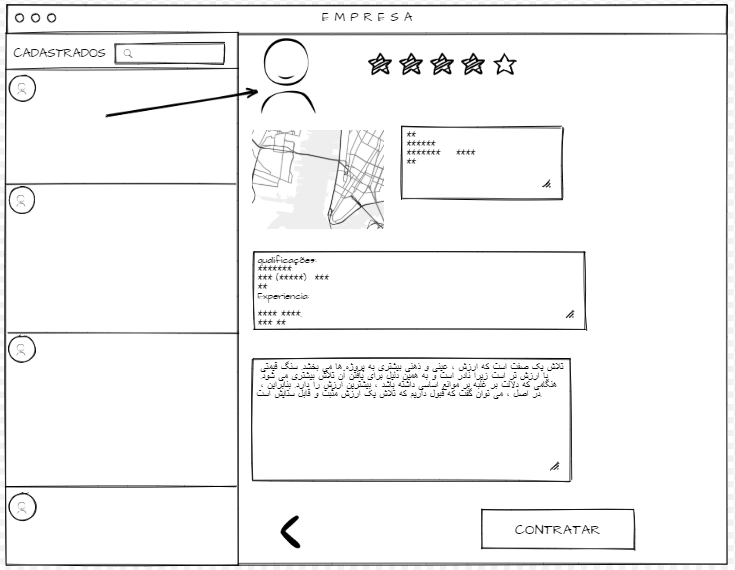 EMPRESA
CADASTRADOS
**
******
******* ****
**
qualificações:
*******
*** (*****) ***
**
Experiencia:
**** ****
*** **
تلاش یک صفت است که ارزش ، عینی و ذهنی بیشتری به پروژه ها می بخشد. سنگ قیمتی
با ارزش تر است زیرا نادر است و به همین دلیل برای یافتن آن تلاش بیشتری می شود.
هنگامی که دلالت بر غلبه بر موانع اساسی داشته باشد ، بیشترین ارزش را دارد. بنابراین ،
در اصل ، می توان گفت که قبول داریم که تلاش یک ارزش مثبت و قابل ستایش است.
CONTRATAR